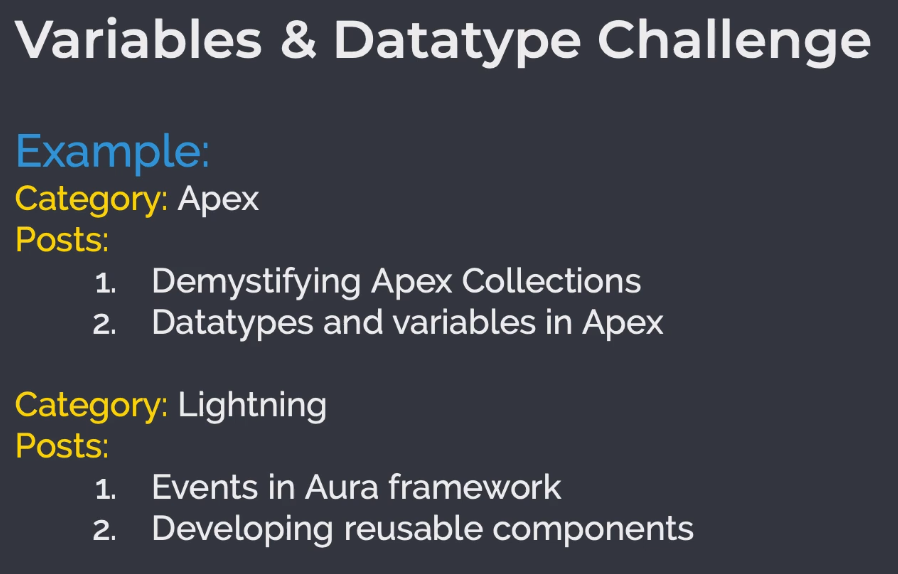 Variables & Datatype Challenge
Example:
Category: Apex
Posts:
1. Demystifying Apex Collections
2. Datatypes and variables in Apex
Category: Lightning
Posts:
1. Events in Aura framework
2. Developing reusable components